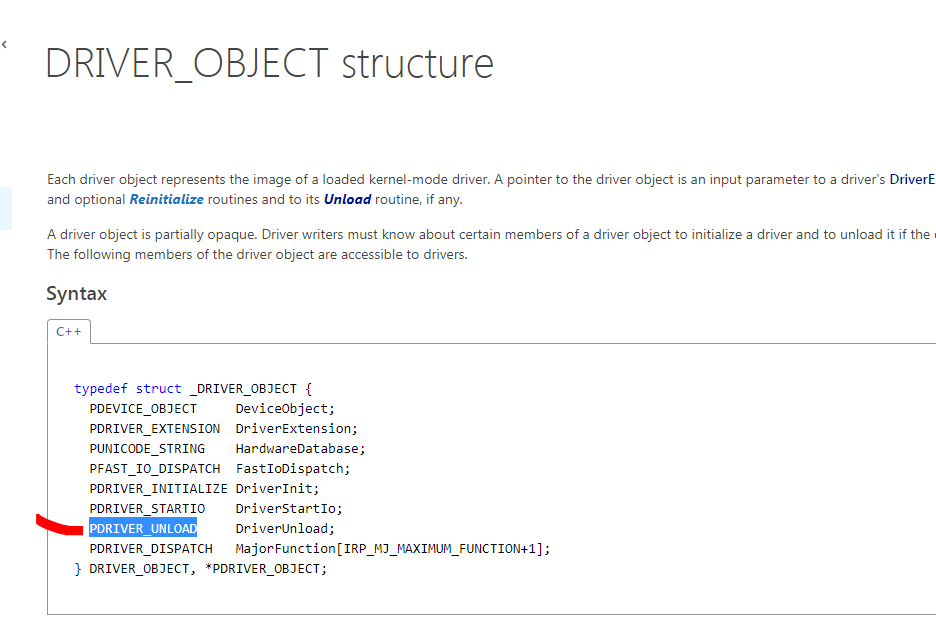 DRIVER_OBJECT structure
Each driver object represents the image of a loaded kernel-mode driver. A pointer to the driver object is an input parameter to a driver's DriverE
and optional Reinitialize routines and to its Unload routine, if any.
A driver object is partially opaque. Driver writers must know about certain members of a driver object to initialize a driver and to unload it if the
The following members of the driver object are accessible to drivers.
Syntax
C++
typedef struct _DRIVER_OBJECT {
PDEVICE_OBJECT DeviceObject;
PDRIVER_EXTENSION DriverExtension;
PUNICODE_STRING HardwareDatabase;
PFAST_IO_DISPATCH FastIoDispatch;
PDRIVER_INITIALIZE DriverInit;
PDRIVER_STARTIO DriverStartIo;
PDRIVER_UNLOAD DriverUnload;
PDRIVER_DISPATCH MajorFunction[IRP_MJ_MAXIMUM_FUNCTION+1];
} DRIVER_OBJECT, *PDRIVER_OBJECT;